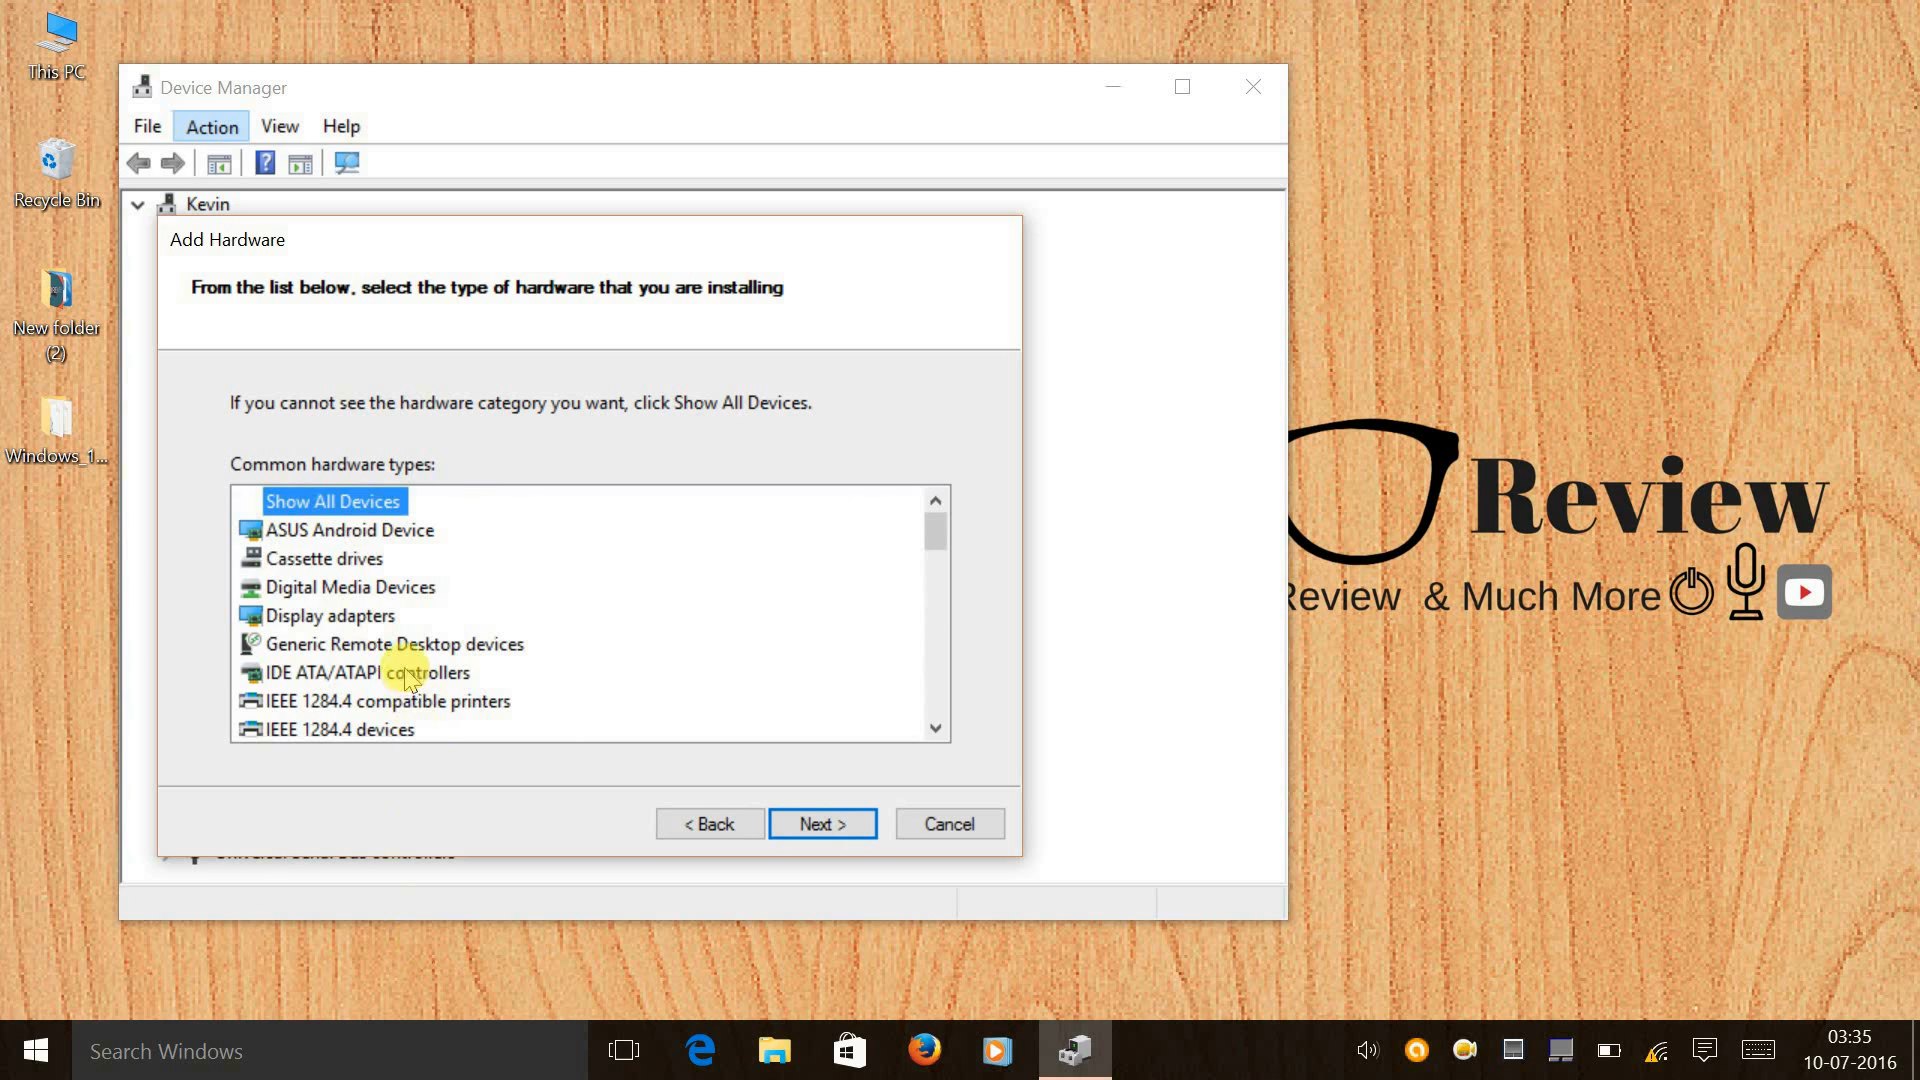 This PC
Recycle Bin
New folder
(2)
Windows_1...
Device Manager
File Action View Help
Kevin
Add Hardware
From the list below, select the type of hardware that you are installing
If you cannot see the hardware category you want, click Show All Devices.
Common hardware types:
Show All Devices
ASUS Android Device
Cassette drives
Digital Media Devices
Display adapters
Generic Remote Desktop devices
IDE ATA/ATAPI controllers
IEEE 1284.4 compatible printers
IEEE 1284.4 devices
< Back Next > Cancel
Universal Serial Bus controllers
Review
Review & Much More
Search Windows
03:35
10-07-2016